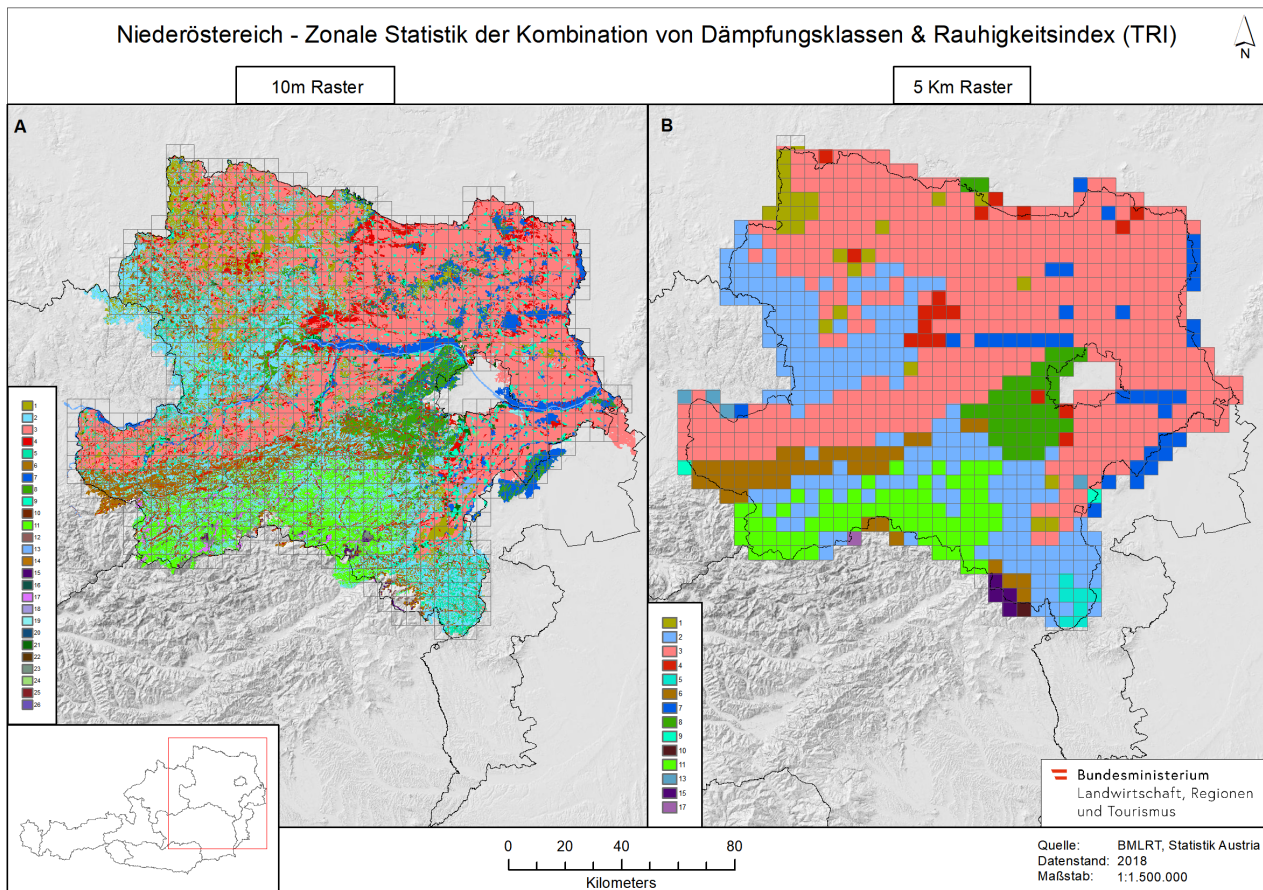 Niederöstereich - Zonale Statistik der Kombination von Dämpfungsklassen & Rauhigkeitsindex (TRI)
N
10m Raster
5 Km Raster
A
B
1
2
3
4
5
6
7
8
9
10
11
12
13
14
15
16
17
18
19
20
21
22
23
24
25
26
1
2
3
4
5
6
7
8
9
10
11
13
15
17
Bundesministerium
Landwirtschaft, Regionen
und Tourismus
0 20 40 60 80
Kilometers
Quelle: BMLRT, Statistik Austria
Datenstand: 2018
Maßstab: 1:1.500.000